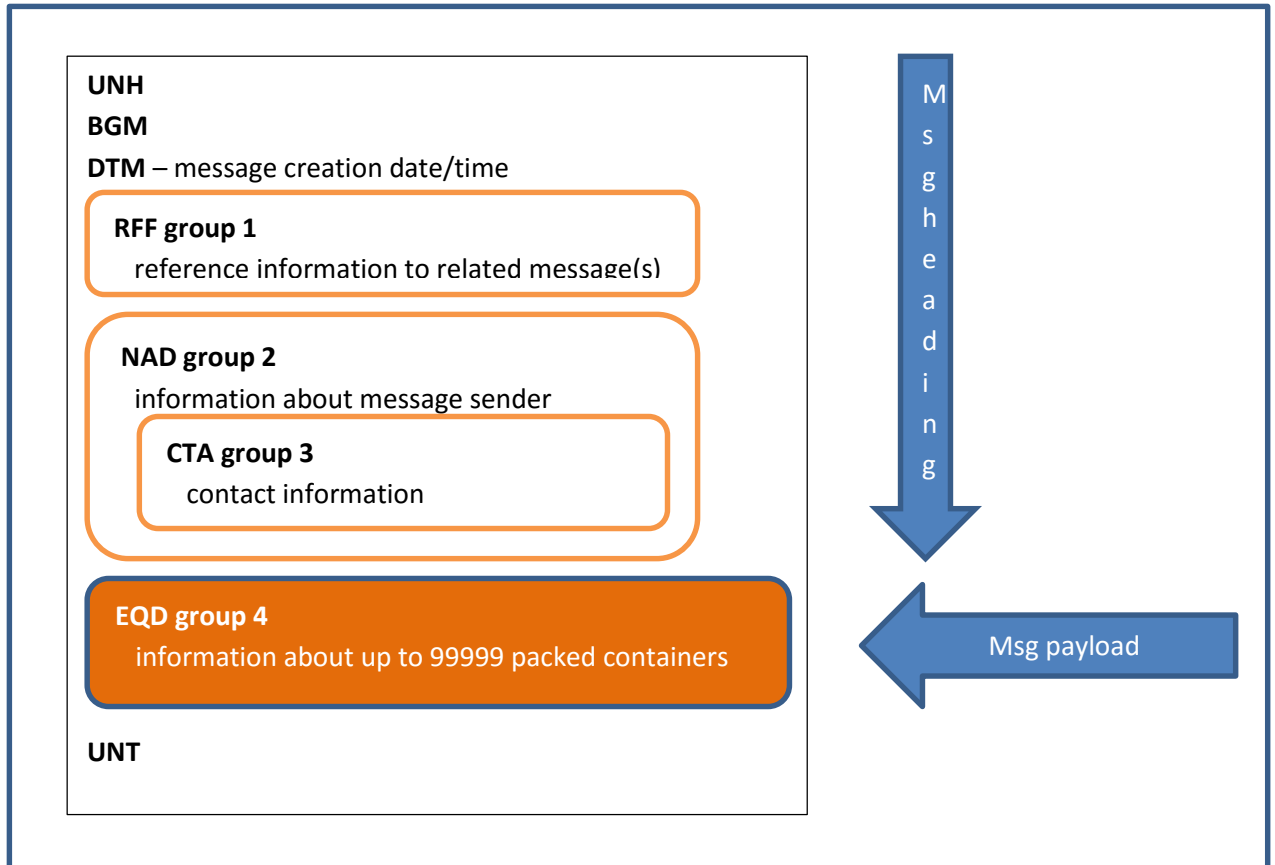 UNH
BGM
DTM – message creation date/time
RFF group 1
reference information to related message(s)
NAD group 2
information about message sender
CTA group 3
contact information
EQD group 4
information about up to 99999 packed containers
UNT
M
s
g
h
e
a
d
i
n
g
Msg payload